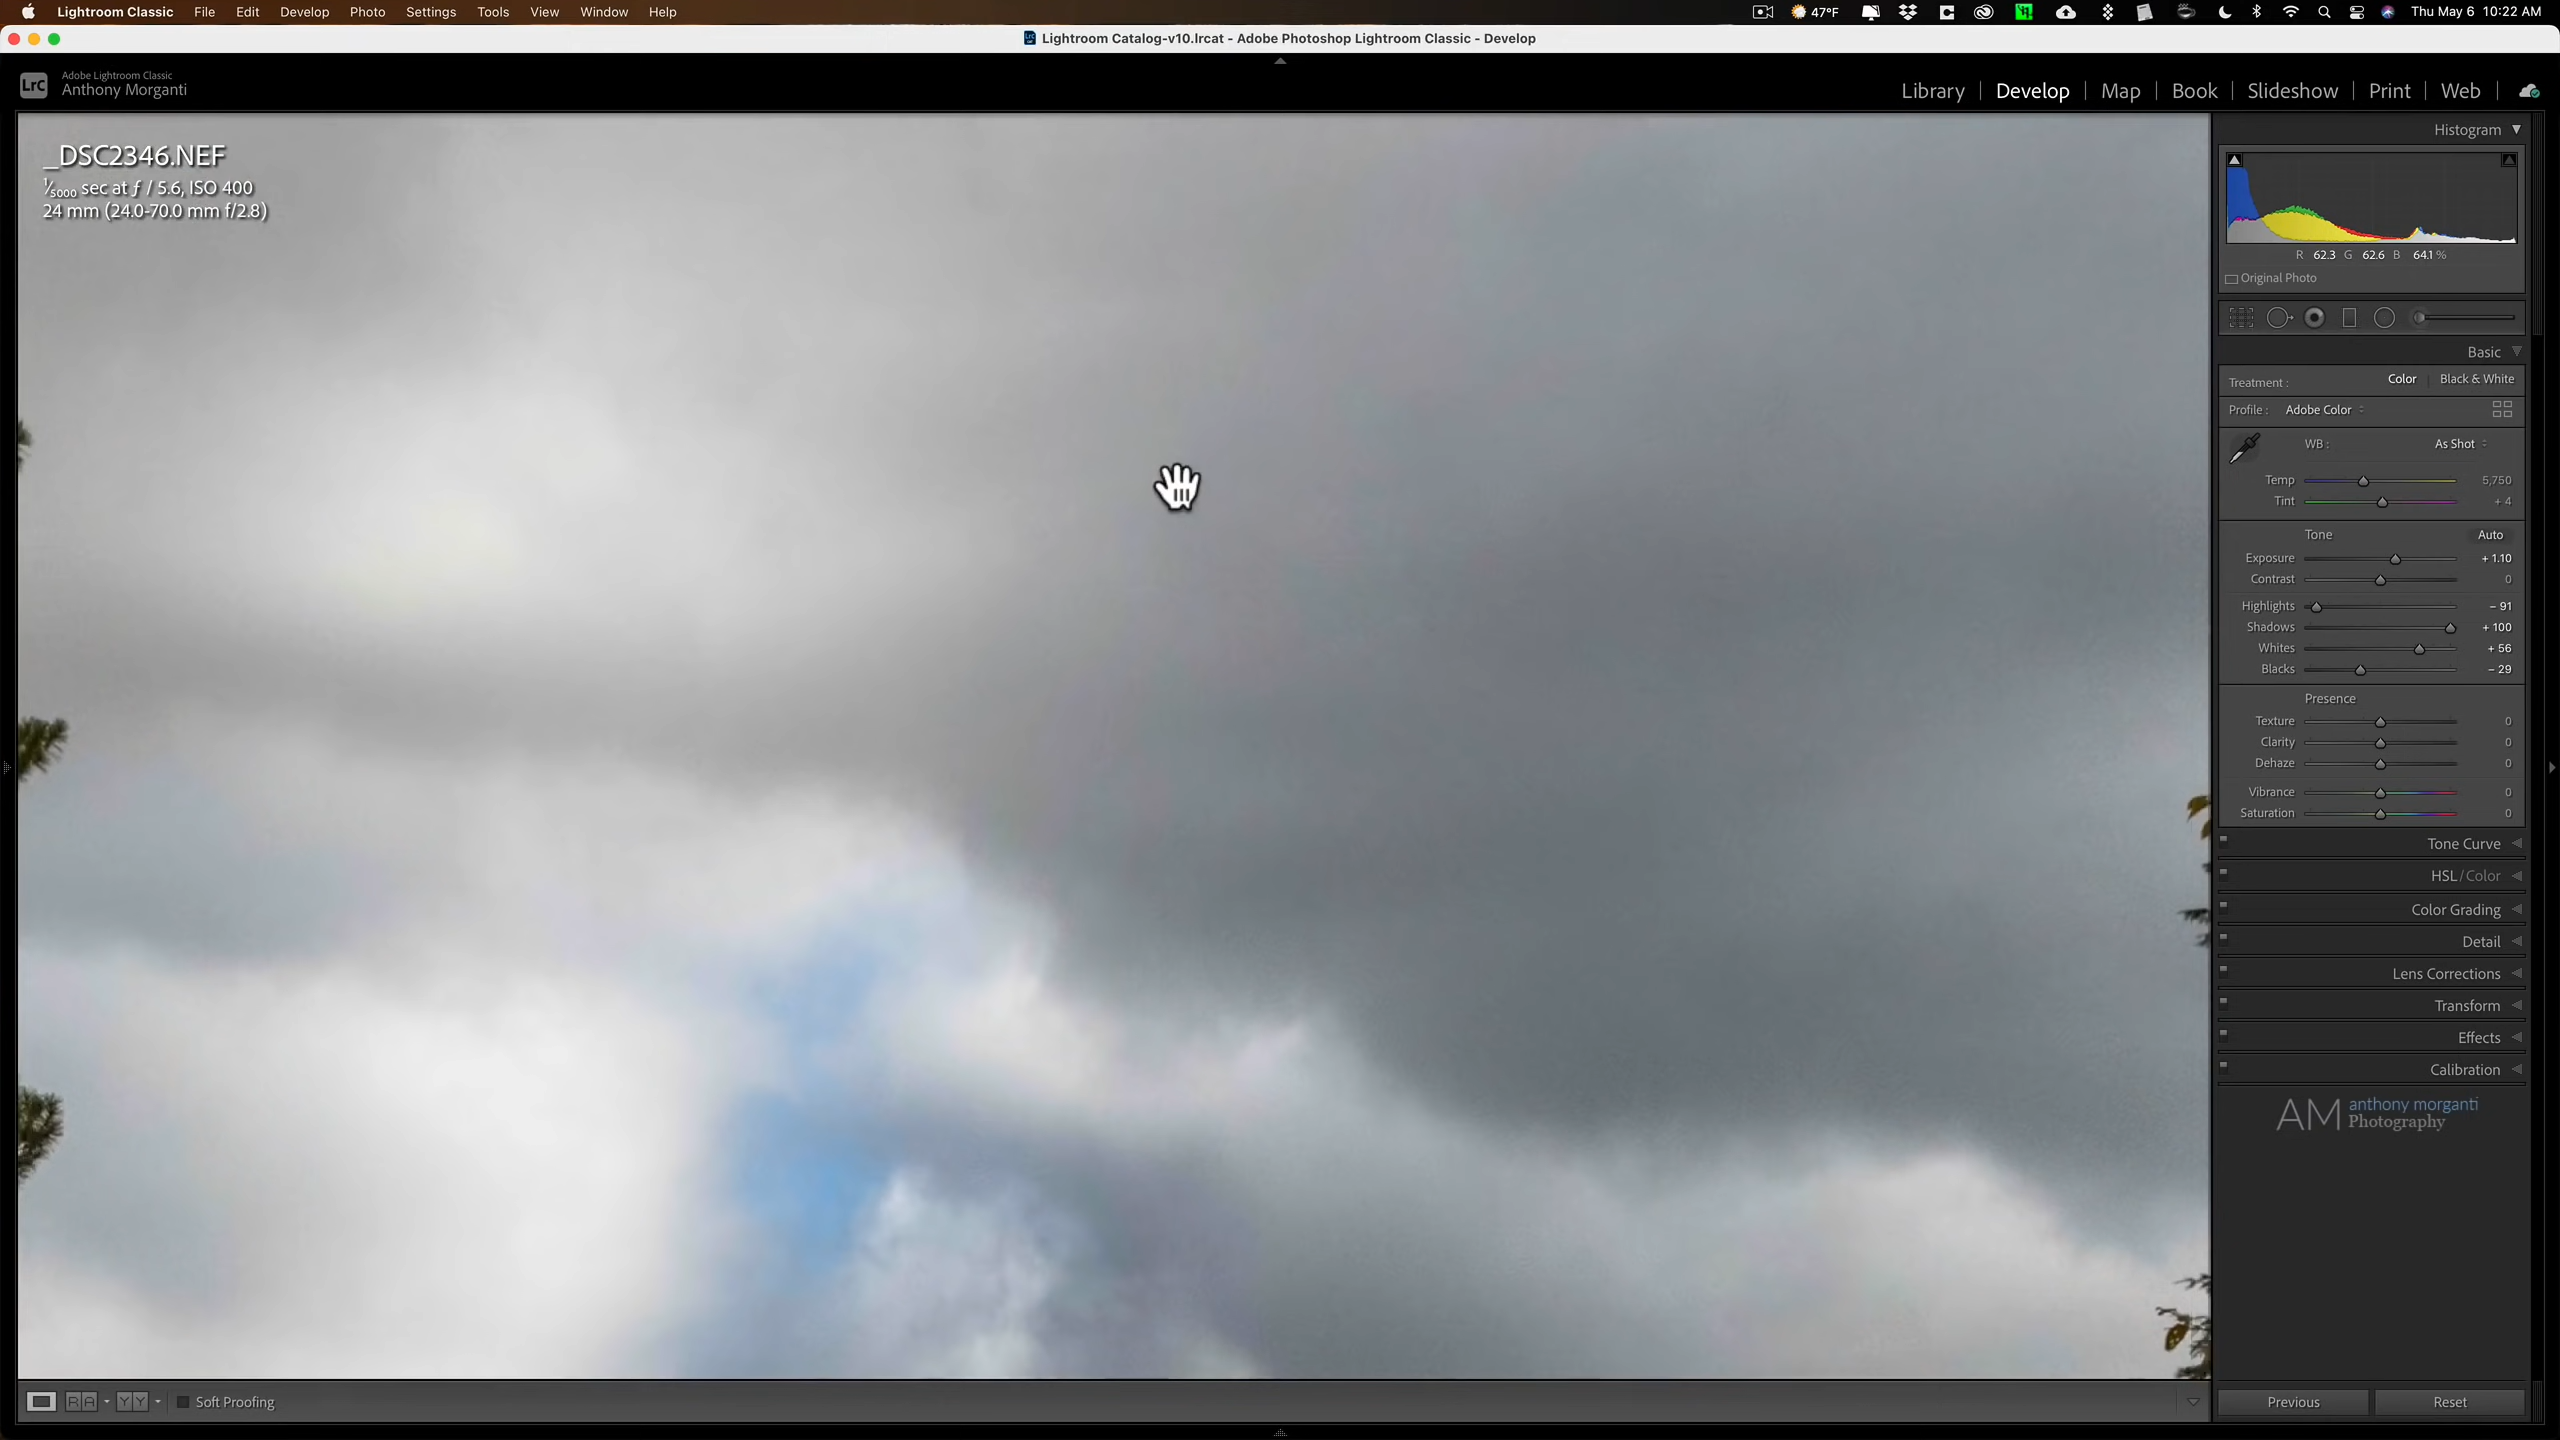 Lightroom Classic File Edit Develop Photo Settings Tools View Window Help 47°F Thu May 6 10:22 AM
Lightroom Catalog-v10.lrcat - Adobe Photoshop Lightroom Classic - Develop
LrC Adobe Lightroom Classic
Anthony Morganti
Library | Develop | Map | Book | Slideshow | Print | Web |
_DSC2346.NEF
1/5000 sec at ƒ / 5.6, ISO 400
24 mm (24.0-70.0 mm f/2.8)
Histogram
R 62.3 G 62.6 B 64.1 %
Original Photo
Basic
Treatment : Color | Black & White
Profile : Adobe Color
WB : As Shot
Temp 5,750
Tint + 4
Tone Auto
Exposure + 1.10
Contrast 0
Highlights - 91
Shadows + 100
Whites + 56
Blacks - 29
Presence
Texture 0
Clarity 0
Dehaze 0
Vibrance 0
Saturation 0
Tone Curve
HSL / Color
Color Grading
Detail
Lens Corrections
Transform
Effects
Calibration
AM anthony morganti
Photography
R A Y Y Soft Proofing
Previous Reset